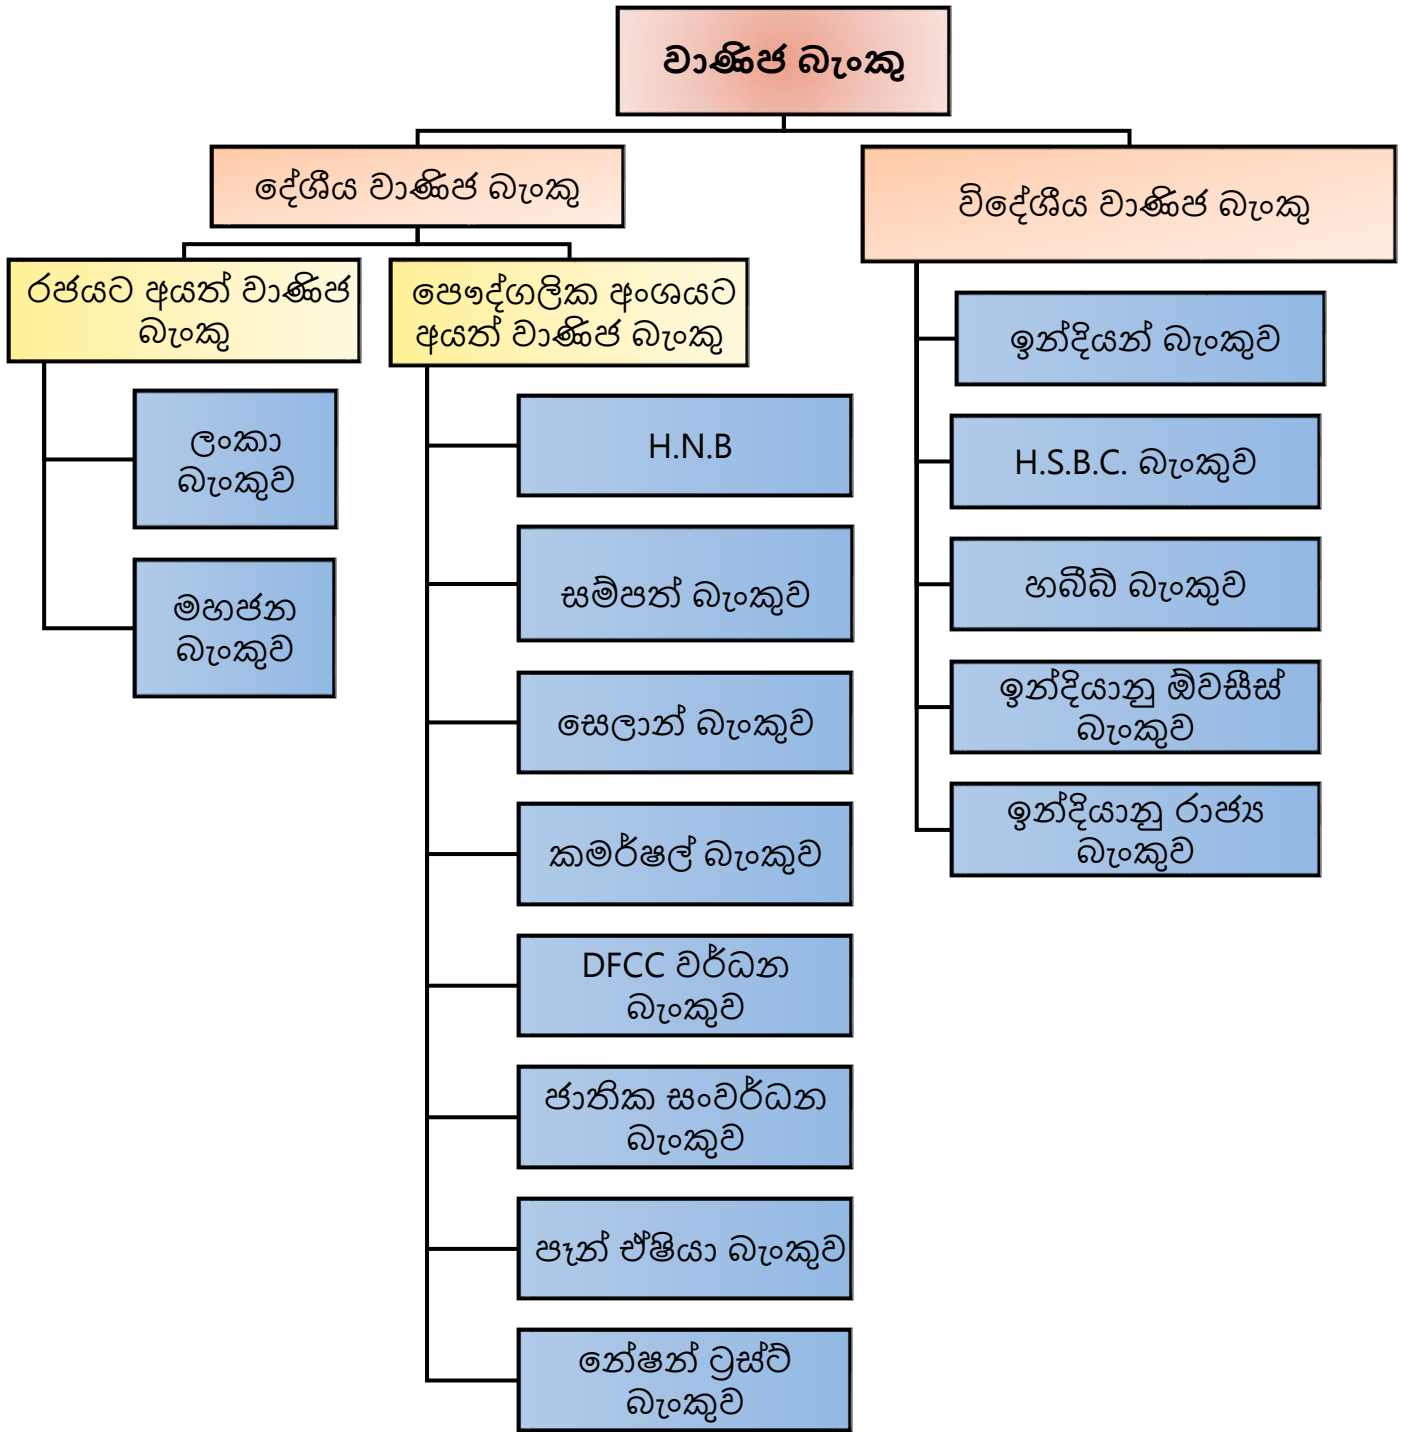 වාණිජ බැංකු
දේශීය වාණිජ බැංකු
රජයට අයත් වාණිජ
බැංකු
ලංකා
බැංකුව
මහජන
බැංකුව
පෞද්ගලික අංශයට
අයත් වාණිජ බැංකු
H.N.B
සම්පත් බැංකුව
සෙලාන් බැංකුව
කමර්ෂල් බැංකුව
DFCC වර්ධන
බැංකුව
ජාතික සංවර්ධන
බැංකුව
පෑන් ඒෂියා බැංකුව
නේෂන් ට්‍රස්ට්
බැංකුව
විදේශීය වාණිජ බැංකු
ඉන්දියන් බැංකුව
H.S.B.C. බැංකුව
හබීබ් බැංකුව
ඉන්දියානු ඕවසීස්
බැංකුව
ඉන්දියානු රාජ්‍ය
බැංකුව